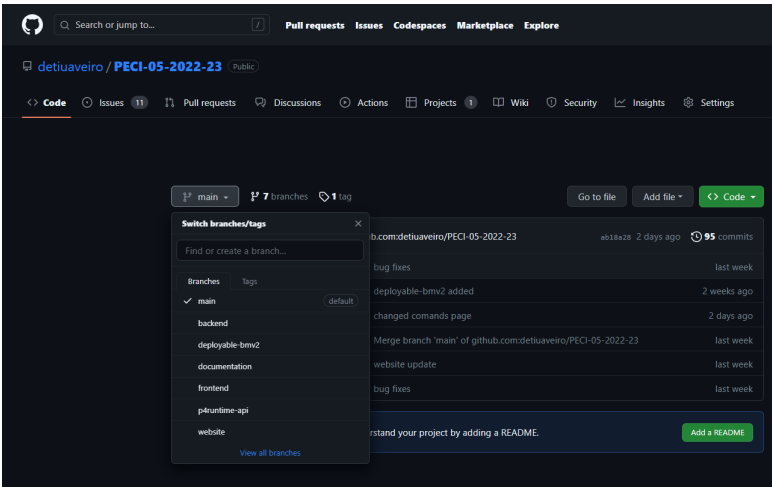 Search or jump to... / Pull requests Issues Codespaces Marketplace Explore
detiuaveiro / PECI-05-2022-23 Public
<> Code Issues 11 Pull requests Discussions Actions Projects 1 Wiki Security Insights Settings
main 7 branches 1 tag Go to file Add file Code
Switch branches/tags
Find or create a branch...
Branches Tags
main default
backend
deployable-bmv2
documentation
frontend
p4runtime-api
website
View all branches
b.com:detiuaveiro/PECI-05-2022-23 ab18a28 2 days ago 95 commits
bug fixes last week
deployable-bmv2 added 2 weeks ago
changed comands page 2 days ago
Merge branch 'main' of github.com:detiuaveiro/PECI-05-2022-23 last week
website update last week
bug fixes last week
rstand your project by adding a README. Add a README